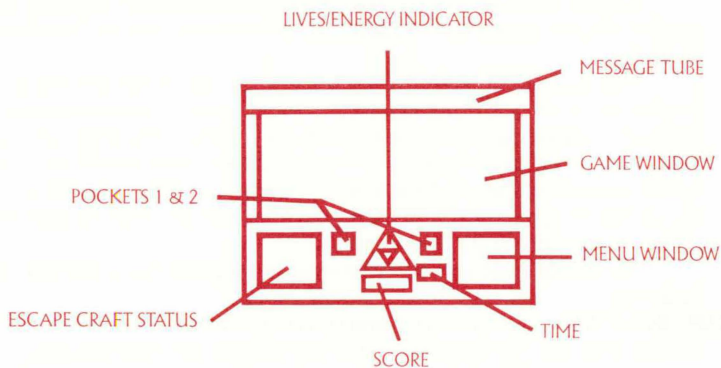 LIVES/ENERGY INDICATOR
MESSAGE TUBE
GAME WINDOW
POCKETS 1 & 2
MENU WINDOW
ESCAPE CRAFT STATUS
TIME
SCORE